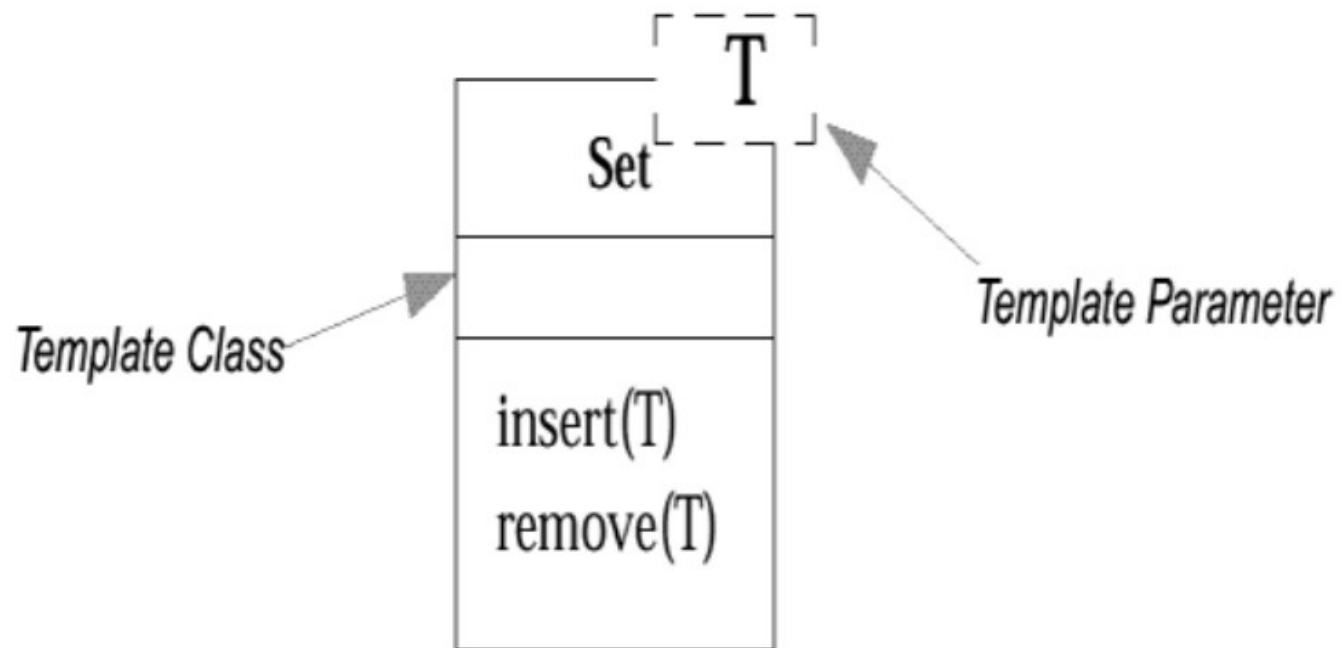 T
Set
Template Parameter
Template Class
insert(T)
remove(T)